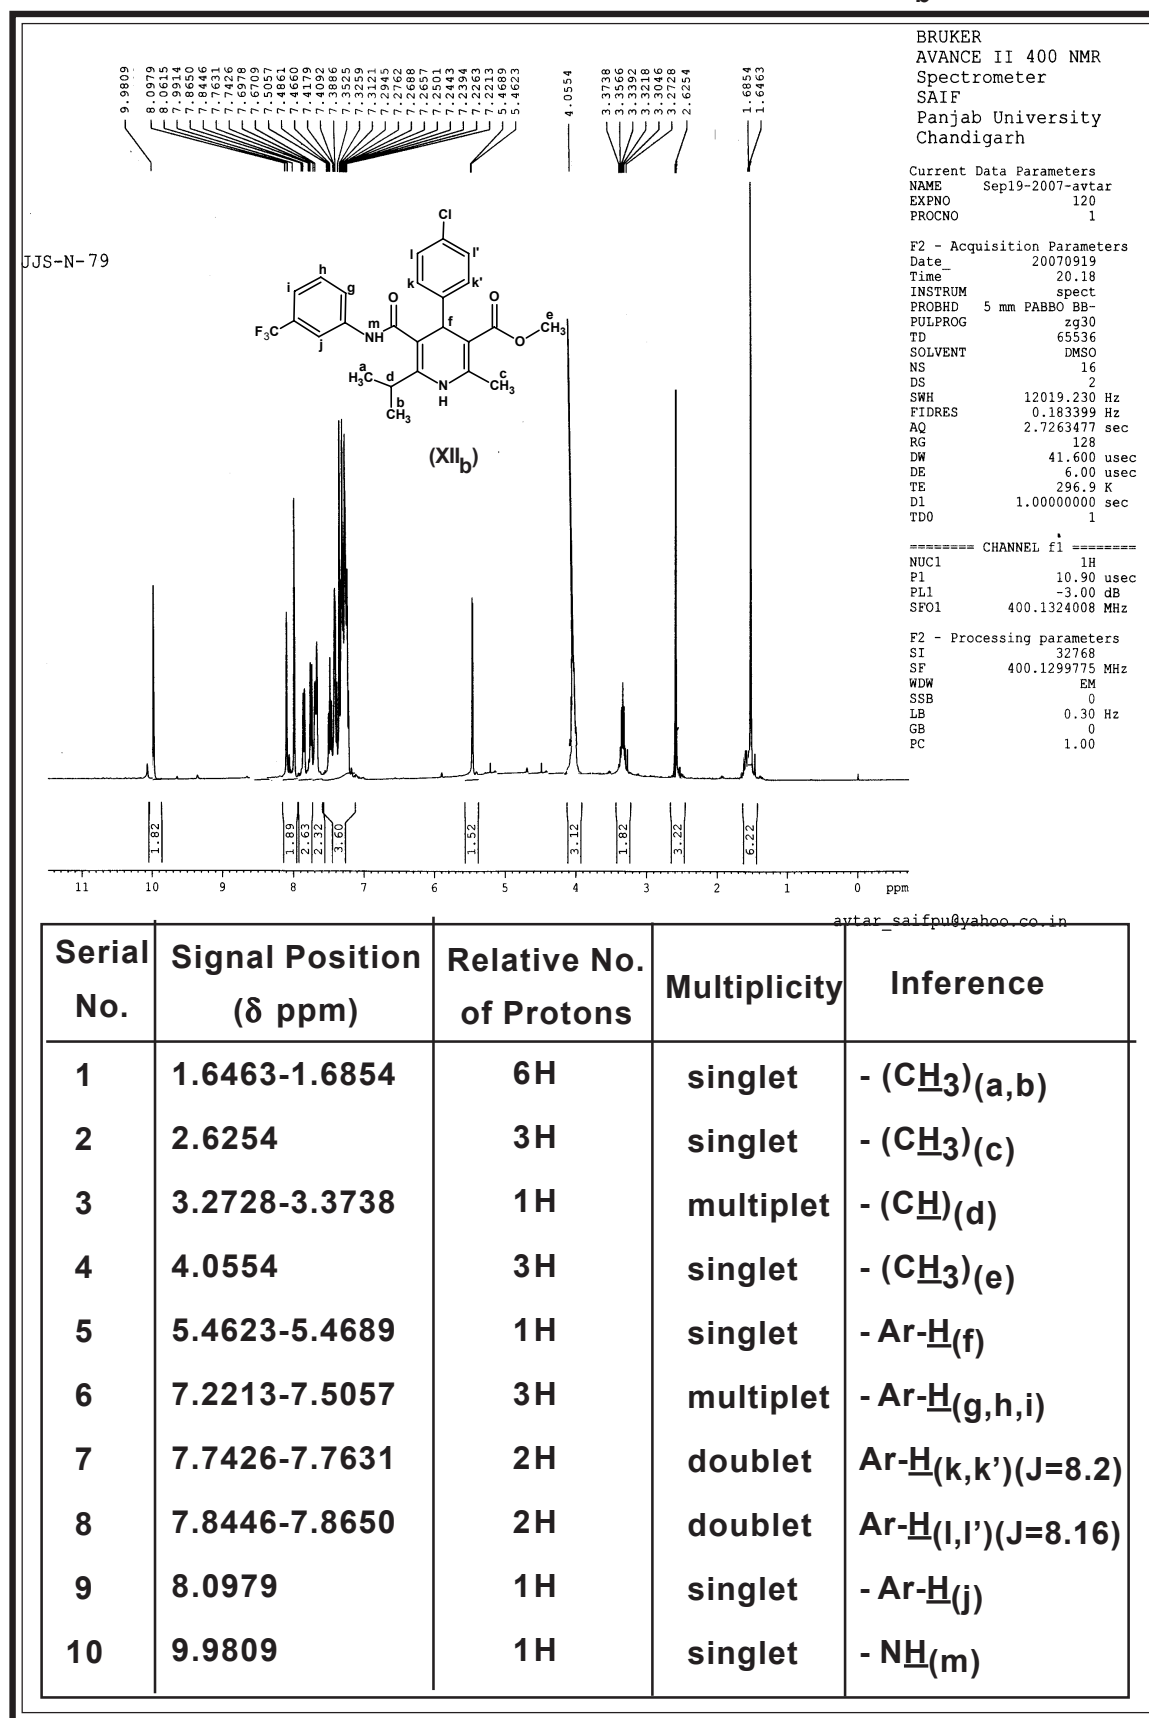 b
BRUKER
AVANCE II 400 NMR
Spectrometer
SAIF
Panjab University
Chandigarh
9.9809
8.0979
8.0615
7.9914
7.8650
7.8446
7.7631
7.7426
7.6978
7.6709
7.5057
7.4861
7.4660
7.4179
7.4092
7.3886
7.3525
7.3259
7.3121
7.2945
7.2762
7.2688
7.2657
7.2501
7.2443
7.2394
7.2263
7.2213
5.4689
5.4623
4.0554
3.3738
3.3566
3.3392
3.3218
3.3046
3.2728
2.6254
1.6854
1.6463
Current Data Parameters
NAME Sep19-2007-avtar
EXPNO 120
PROCNO 1
F2 - Acquisition Parameters
Date_ 20070919
Time 20.18
INSTRUM spect
PROBHD 5 mm PABBO BB-
PULPROG zg30
TD 65536
SOLVENT DMSO
NS 16
DS 2
SWH 12019.230 Hz
FIDRES 0.183399 Hz
AQ 2.7263477 sec
RG 128
DW 41.600 usec
DE 6.00 usec
TE 296.9 K
D1 1.00000000 sec
TD0 1
======== CHANNEL f1 ========
NUC1 1H
P1 10.90 usec
PL1 -3.00 dB
SFO1 400.1324008 MHz
F2 - Processing parameters
SI 32768
SF 400.1299775 MHz
WDW EM
SSB 0
LB 0.30 Hz
GB 0
PC 1.00
JJS-N-79
Cl
l l'
h
i g k k'
O O
m f e
F3C NH O CH3
j
a
H3C d c
N CH3
b H
CH3
(XIIb)
1.82 1.89 2.63 2.32 3.60 1.52 3.12 1.82 3.22 6.22
11 10 9 8 7 6 5 4 3 2 1 0 ppm
avtar_saifpu@yahoo.co.in
Serial No. Signal Position (δ ppm) Relative No. of Protons Multiplicity Inference
1 1.6463-1.6854 6H singlet - (CH3)(a,b)
2 2.6254 3H singlet - (CH3)(c)
3 3.2728-3.3738 1H multiplet - (CH)(d)
4 4.0554 3H singlet - (CH3)(e)
5 5.4623-5.4689 1H singlet - Ar-H(f)
6 7.2213-7.5057 3H multiplet - Ar-H(g,h,i)
7 7.7426-7.7631 2H doublet Ar-H(k,k’)(J=8.2)
8 7.8446-7.8650 2H doublet Ar-H(l,l’)(J=8.16)
9 8.0979 1H singlet - Ar-H(j)
10 9.9809 1H singlet - NH(m)